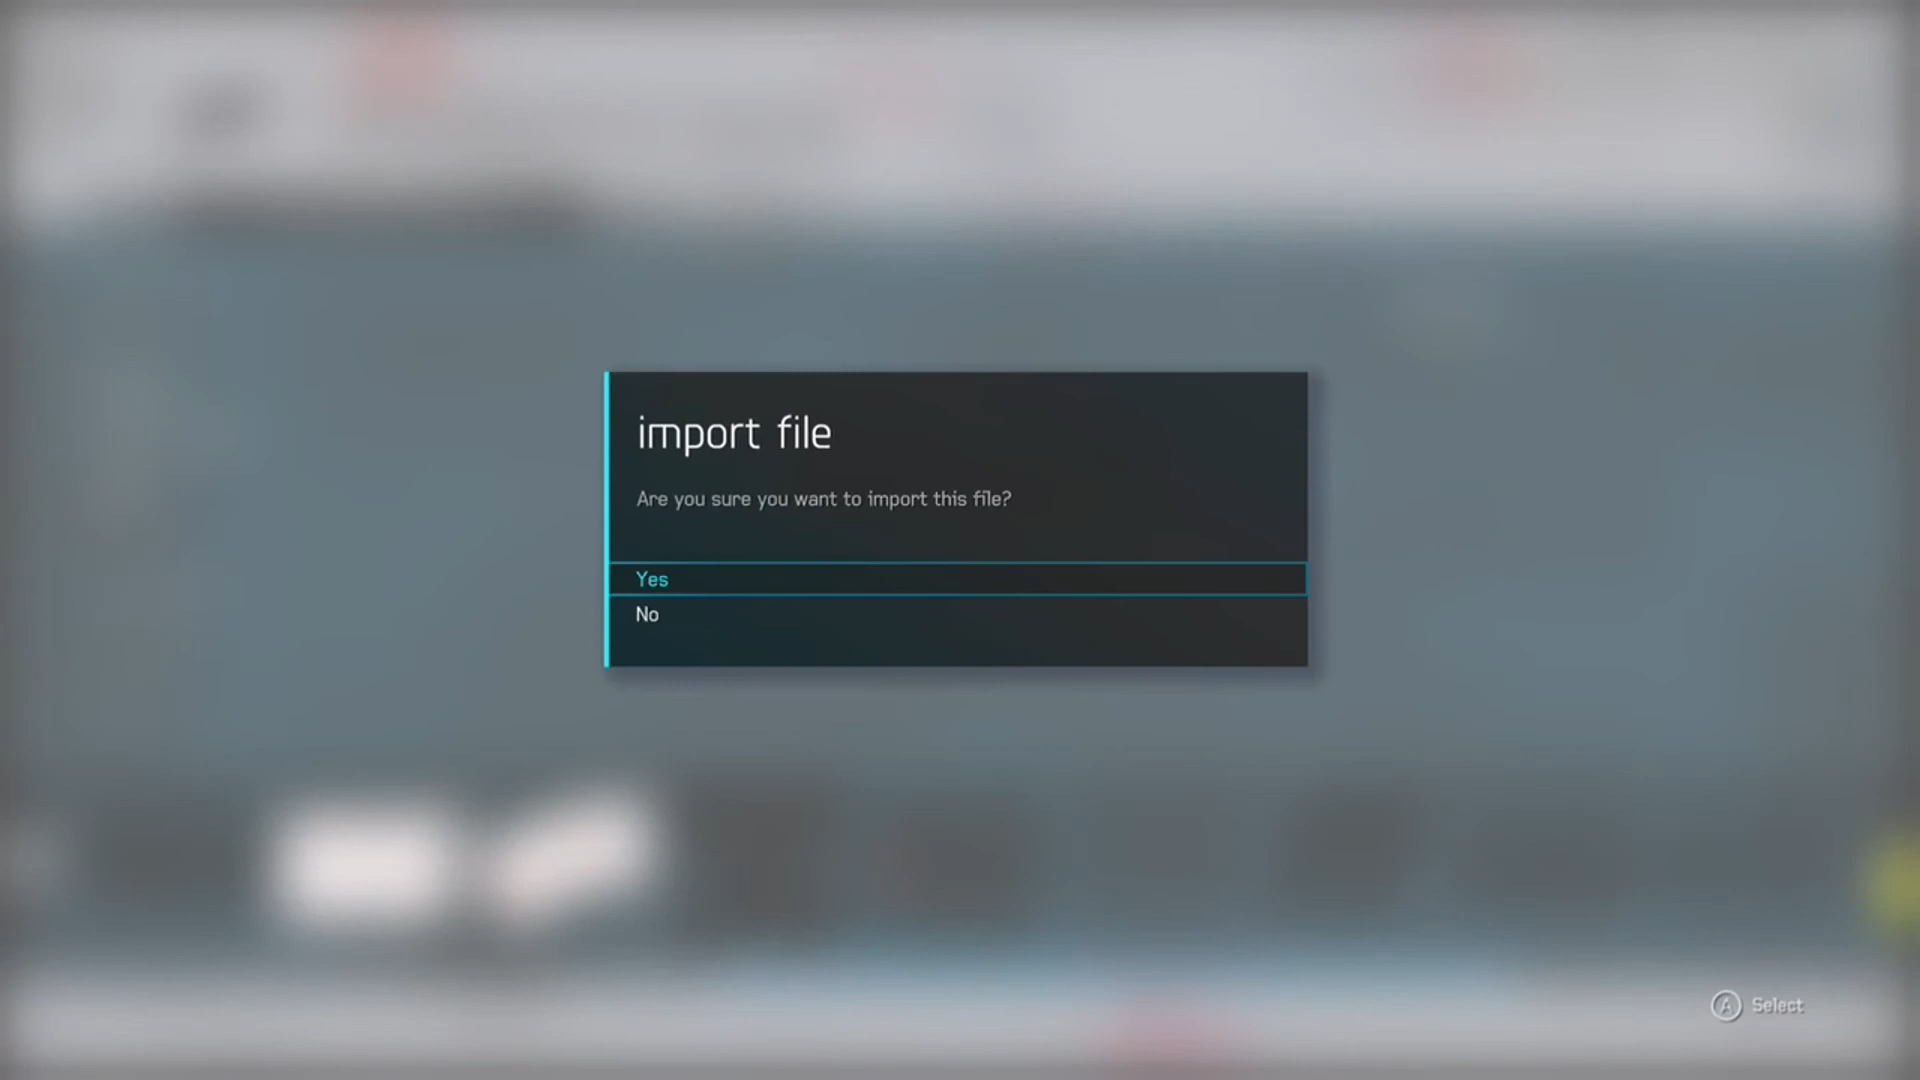 import file
Are you sure you want to import this file?
Yes
No
A Select